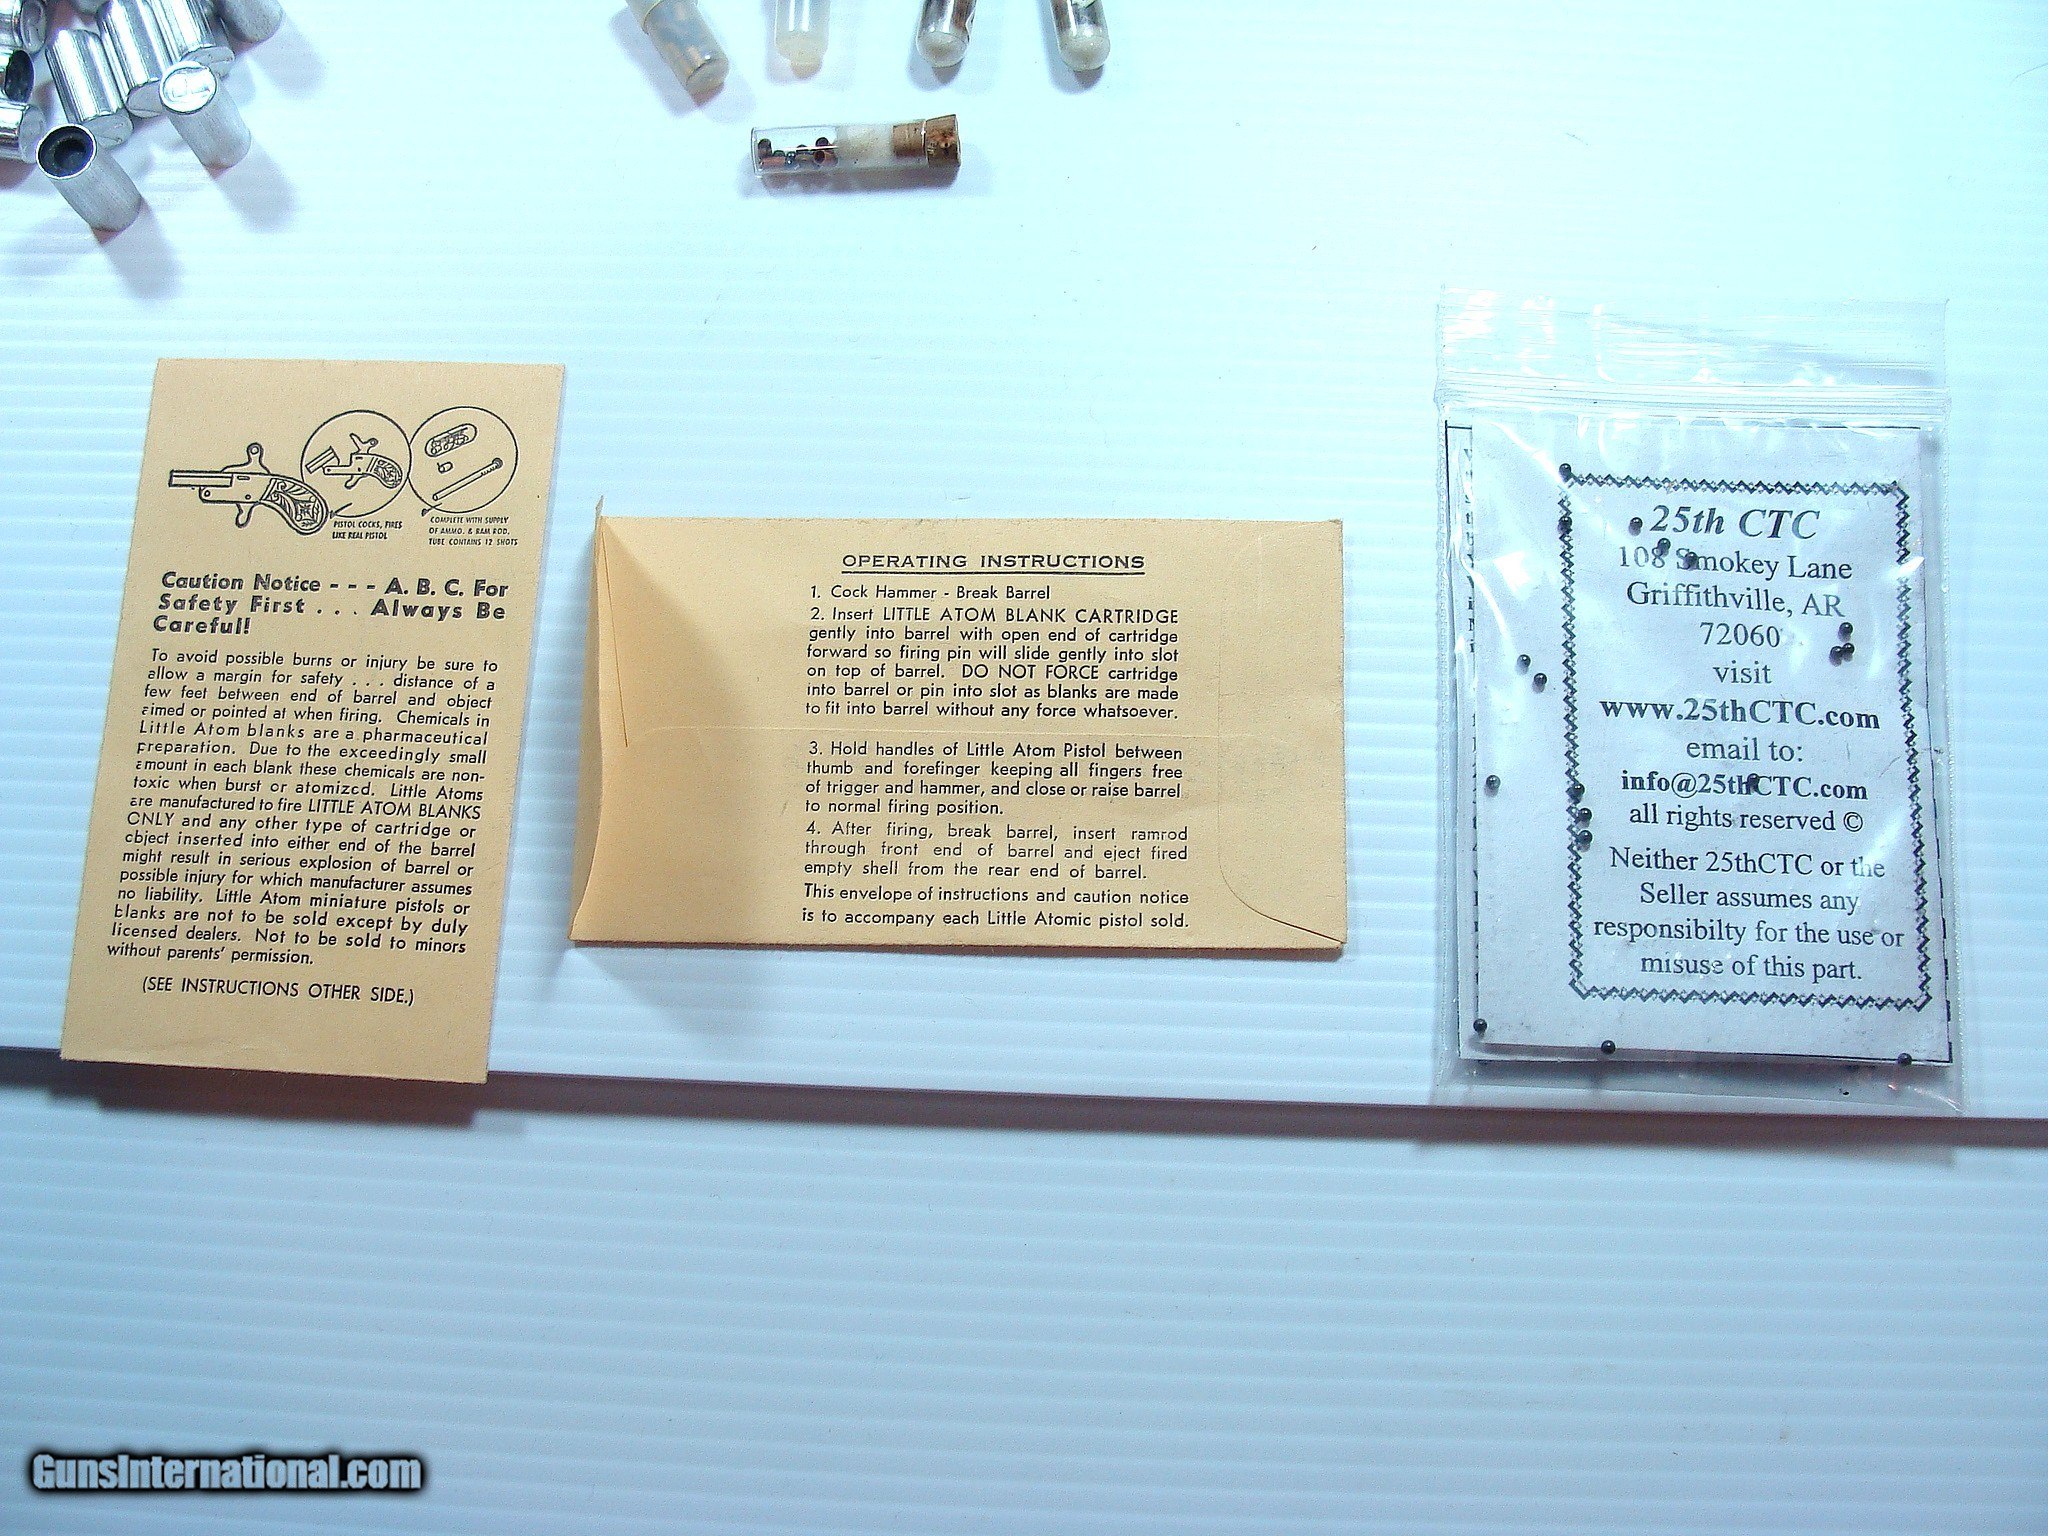 PISTOL COCKS, FIRES
LIKE REAL PISTOL
COMPLETE WITH SUPPLY
OF AMMO. & RAM ROD.
TUBE CONTAINS 12 SHOTS
Caution Notice - - - A. B. C. For
Safety First . . . Always Be
Careful!
To avoid possible burns or injury be sure to
allow a margin for safety . . . distance of a
few feet between end of barrel and object
aimed or pointed at when firing. Chemicals in
Little Atom blanks are a pharmaceutical
preparation. Due to the exceedingly small
amount in each blank these chemicals are non-
toxic when burst or atomized. Little Atoms
are manufactured to fire LITTLE ATOM BLANKS
ONLY and any other type of cartridge or
object inserted into either end of the barrel
might result in serious explosion of barrel or
possible injury for which manufacturer assumes
no liability. Little Atom miniature pistols or
blanks are not to be sold except by duly
licensed dealers. Not to be sold to minors
without parents' permission.
(SEE INSTRUCTIONS OTHER SIDE.)
OPERATING INSTRUCTIONS
1. Cock Hammer - Break Barrel
2. Insert LITTLE ATOM BLANK CARTRIDGE
gently into barrel with open end of cartridge
forward so firing pin will slide gently into slot
on top of barrel. DO NOT FORCE cartridge
into barrel or pin into slot as blanks are made
to fit into barrel without any force whatsoever.
3. Hold handles of Little Atom Pistol between
thumb and forefinger keeping all fingers free
of trigger and hammer, and close or raise barrel
to normal firing position.
4. After firing, break barrel, insert ramrod
through front end of barrel and eject fired
empty shell from the rear end of barrel.
This envelope of instructions and caution notice
is to accompany each Little Atomic pistol sold.
25th CTC
108 Smokey Lane
Griffithville, AR
72060
visit
www.25thCTC.com
email to:
info@25thCTC.com
all rights reserved ©
Neither 25thCTC or the
Seller assumes any
responsibilty for the use or
misuse of this part.
GunsInternational.com